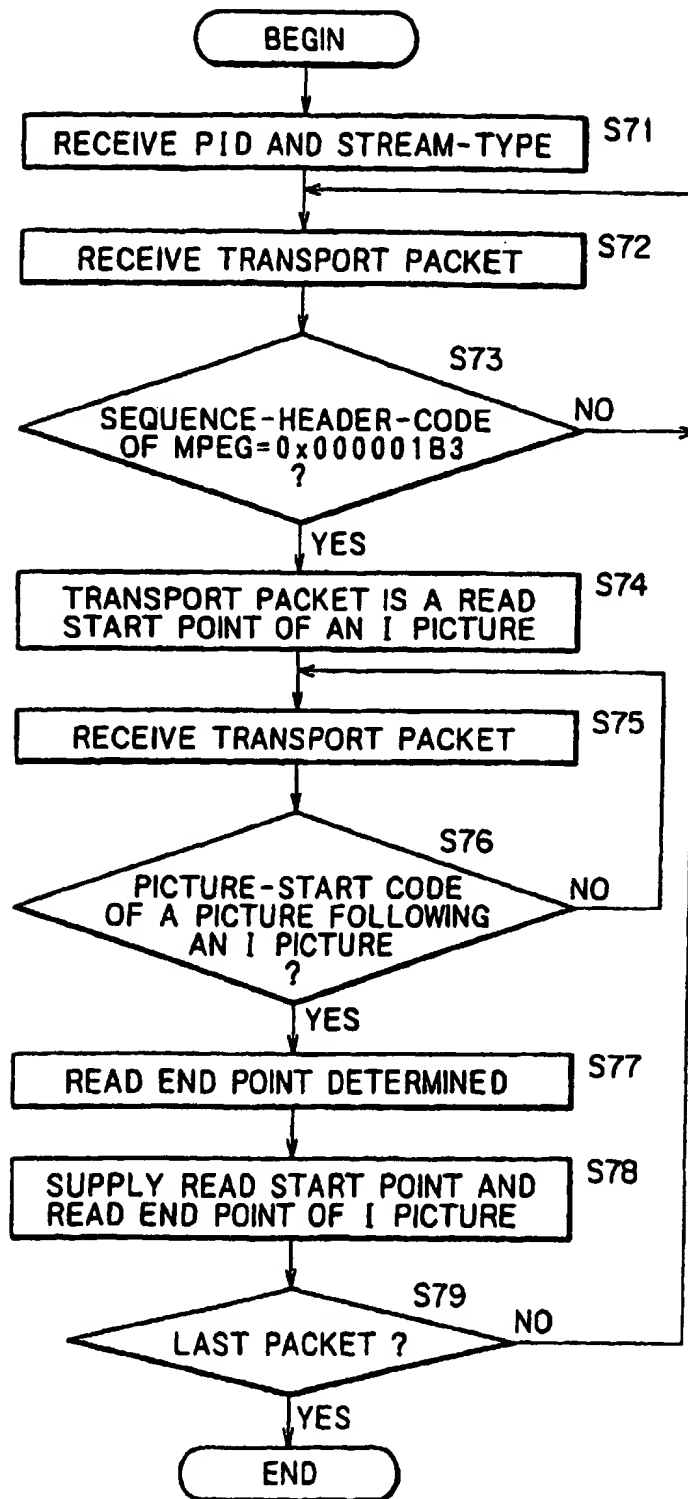 BEGIN
RECEIVE PID AND STREAM-TYPE
S71
RECEIVE TRANSPORT PACKET
S72
S73
SEQUENCE-HEADER-CODE
OF MPEG=0x000001B3
?
NO
YES
TRANSPORT PACKET IS A READ
START POINT OF AN I PICTURE
S74
RECEIVE TRANSPORT PACKET
S75
S76
PICTURE-START CODE
OF A PICTURE FOLLOWING
AN I PICTURE
?
NO
YES
READ END POINT DETERMINED
S77
SUPPLY READ START POINT AND
READ END POINT OF I PICTURE
S78
S79
LAST PACKET ?
NO
YES
END